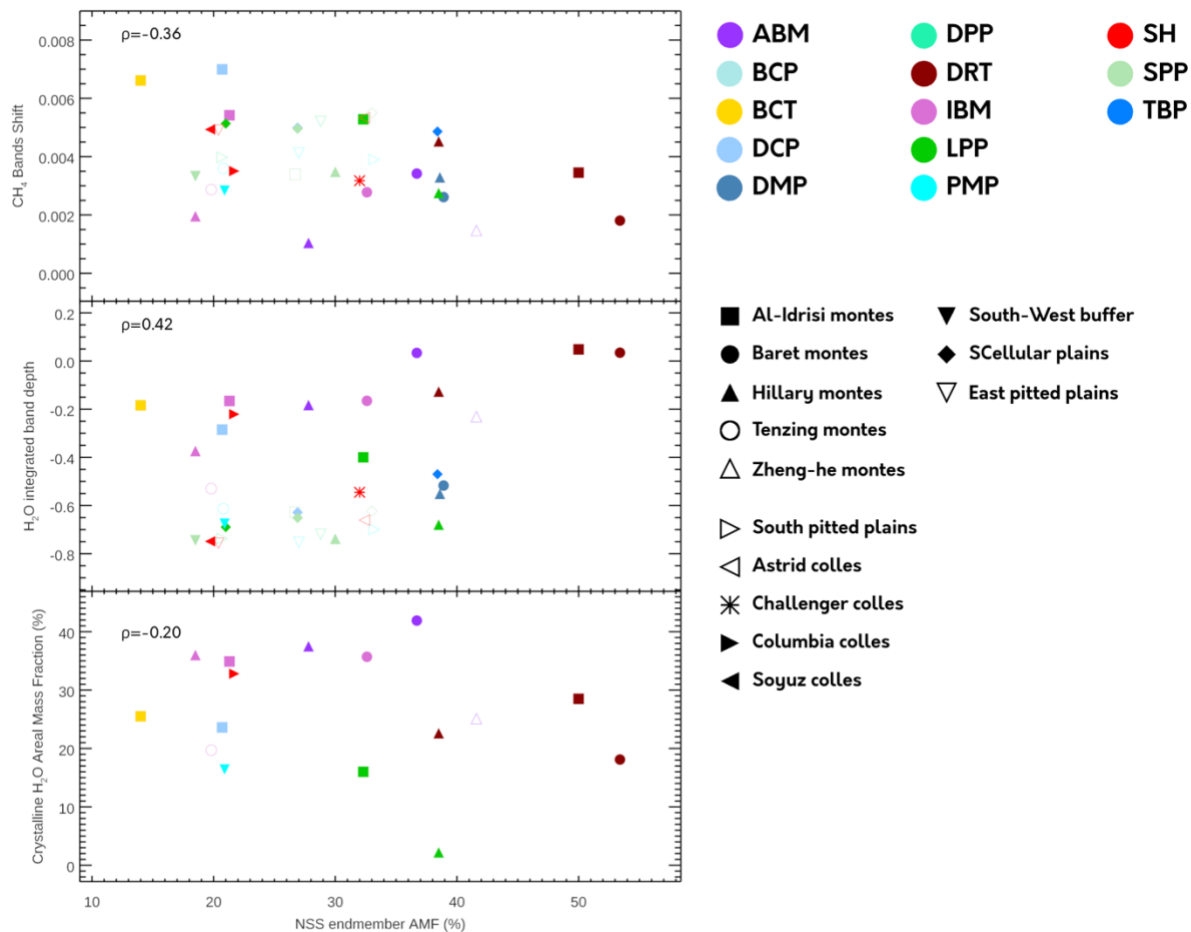 ρ=-0.36
0.008
0.006
0.004
0.002
0.000
CH4 Bands Shift
ρ=0.42
0.2
0.0
-0.2
-0.4
-0.6
-0.8
H2O integrated band depth
ρ=-0.20
40
30
20
10
0
Crystalline H2O Areal Mass Fraction (%)
10 20 30 40 50
NSS endmember AMF (%)
ABM DPP SH
BCP DRT SPP
BCT IBM TBP
DCP LPP
DMP PMP
Al-Idrisi montes South-West buffer
Baret montes SCellular plains
Hillary montes East pitted plains
Tenzing montes
Zheng-he montes
South pitted plains
Astrid colles
Challenger colles
Columbia colles
Soyuz colles